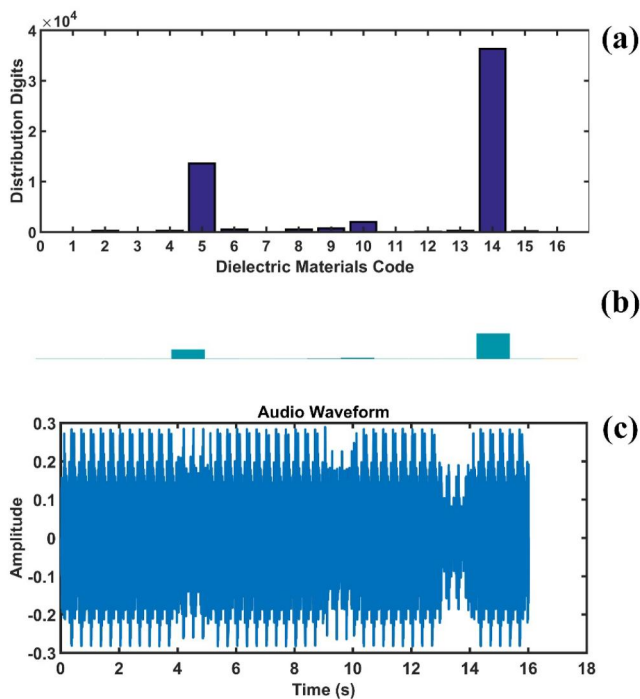 ×10⁴
(a)
4
3
2
1
0
Distribution Digits
0 1 2 3 4 5 6 7 8 9 10 11 12 13 14 15 16
Dielectric Materials Code
(b)
Audio Waveform
(c)
0.3
0.2
0.1
0
-0.1
-0.2
-0.3
Amplitude
0 2 4 6 8 10 12 14 16 18
Time (s)